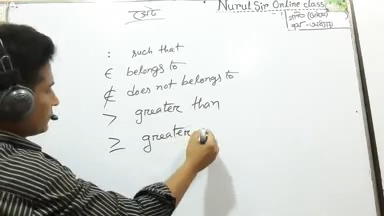 সেট
Nurul Sir Online class
: such that
∈ belongs to
∉ does not belongs to
> greater than
≥ greater